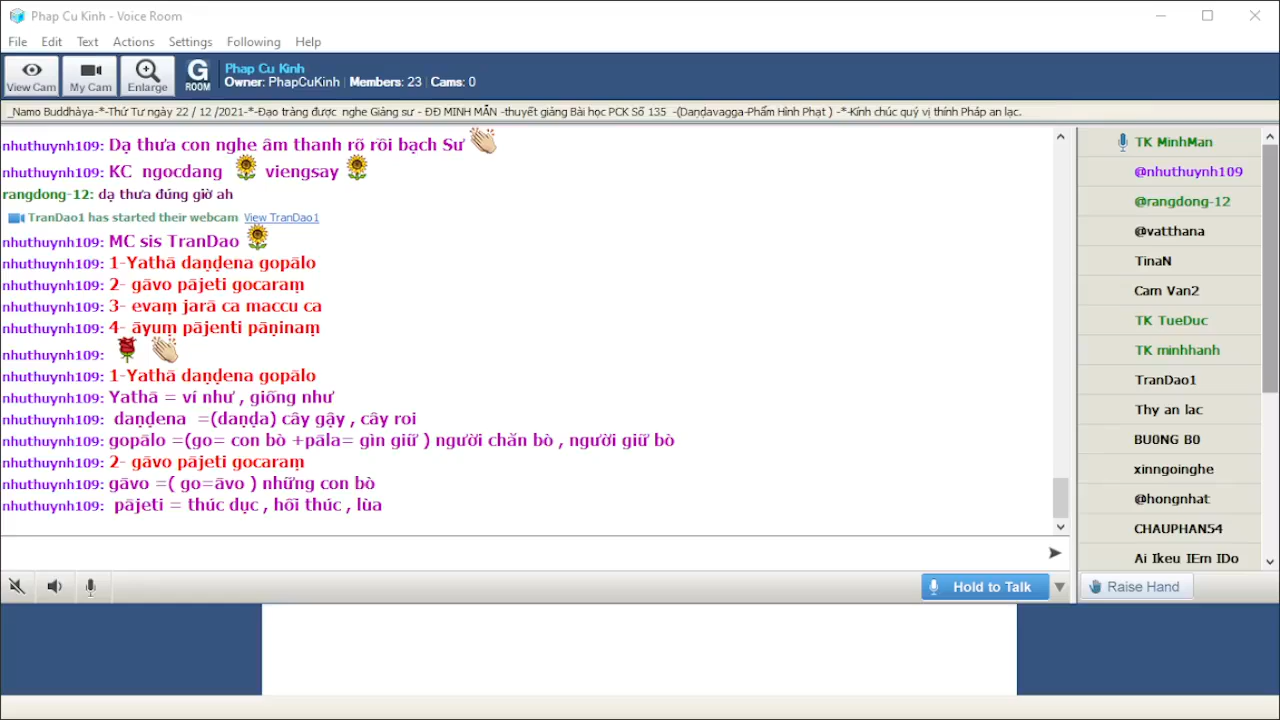 Phap Cu Kinh - Voice Room
File Edit Text Actions Settings Following Help
View Cam My Cam Enlarge G ROOM
Phap Cu Kinh
Owner: PhapCuKinh Members: 23 Cams: 0
_Namo Buddhàya-*-Thứ Tư ngày 22 / 12 /2021-*-Đạo tràng được nghe Giảng sư - ĐĐ MINH MẪN -thuyết giảng Bài học PCK Số 135 -(Daṇḍavagga-Phẩm Hình Phạt ) -*-Kính chúc quý vị thính Pháp an lạc.
nhuthuynh109: Dạ thưa con nghe âm thanh rõ rồi bạch Sư
nhuthuynh109: KC ngocdang viengsay
rangdong-12: dạ thưa đúng giờ ah
TranDao1 has started their webcam View TranDao1
nhuthuynh109: MC sis TranDao
nhuthuynh109: 1-Yathā daṇḍena gopālo
nhuthuynh109: 2- gāvo pājeti gocaraṃ
nhuthuynh109: 3- evaṃ jarā ca maccu ca
nhuthuynh109: 4- āyuṃ pājenti pāṇinaṃ
nhuthuynh109:
nhuthuynh109: 1-Yathā daṇḍena gopālo
nhuthuynh109: Yathā = ví như , giống như
nhuthuynh109: daṇḍena =(daṇḍa) cây gậy , cây roi
nhuthuynh109: gopālo =(go= con bò +pāla= gìn giữ ) người chăn bò , người giữ bò
nhuthuynh109: 2- gāvo pājeti gocaraṃ
nhuthuynh109: gāvo =( go=āvo ) những con bò
nhuthuynh109: pājeti = thúc dục , hối thúc , lùa
TK MinhMan
@nhuthuynh109
@rangdong-12
@vatthana
TinaN
Cam Van2
TK TueDuc
TK minhhanh
TranDao1
Thy an lac
BU0NG B0
xinngoinghe
@hongnhat
CHAUPHAN54
Ai Ikeu IEm IDo
Hold to Talk
Raise Hand